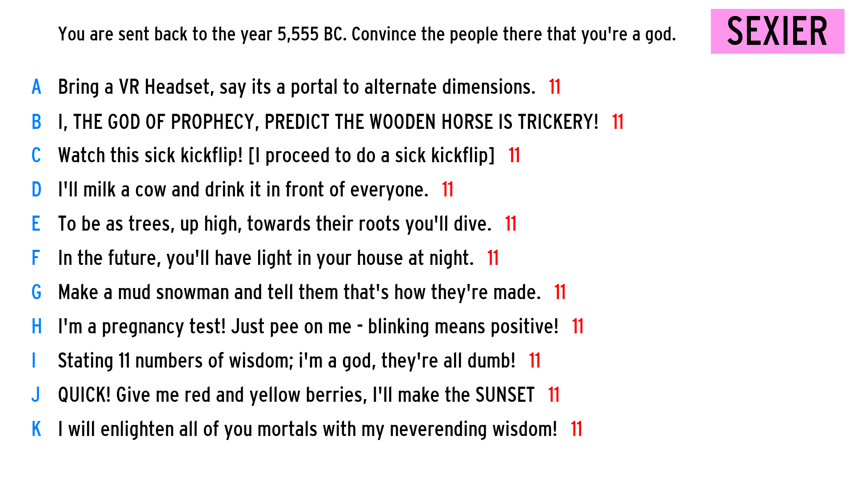 You are sent back to the year 5,555 BC. Convince the people there that you're a god.
SEXIER
A Bring a VR Headset, say its a portal to alternate dimensions. 11
B I, THE GOD OF PROPHECY, PREDICT THE WOODEN HORSE IS TRICKERY! 11
C Watch this sick kickflip! [I proceed to do a sick kickflip] 11
D I'll milk a cow and drink it in front of everyone. 11
E To be as trees, up high, towards their roots you'll dive. 11
F In the future, you'll have light in your house at night. 11
G Make a mud snowman and tell them that's how they're made. 11
H I'm a pregnancy test! Just pee on me - blinking means positive! 11
I Stating 11 numbers of wisdom; i'm a god, they're all dumb! 11
J QUICK! Give me red and yellow berries, I'll make the SUNSET 11
K I will enlighten all of you mortals with my neverending wisdom! 11